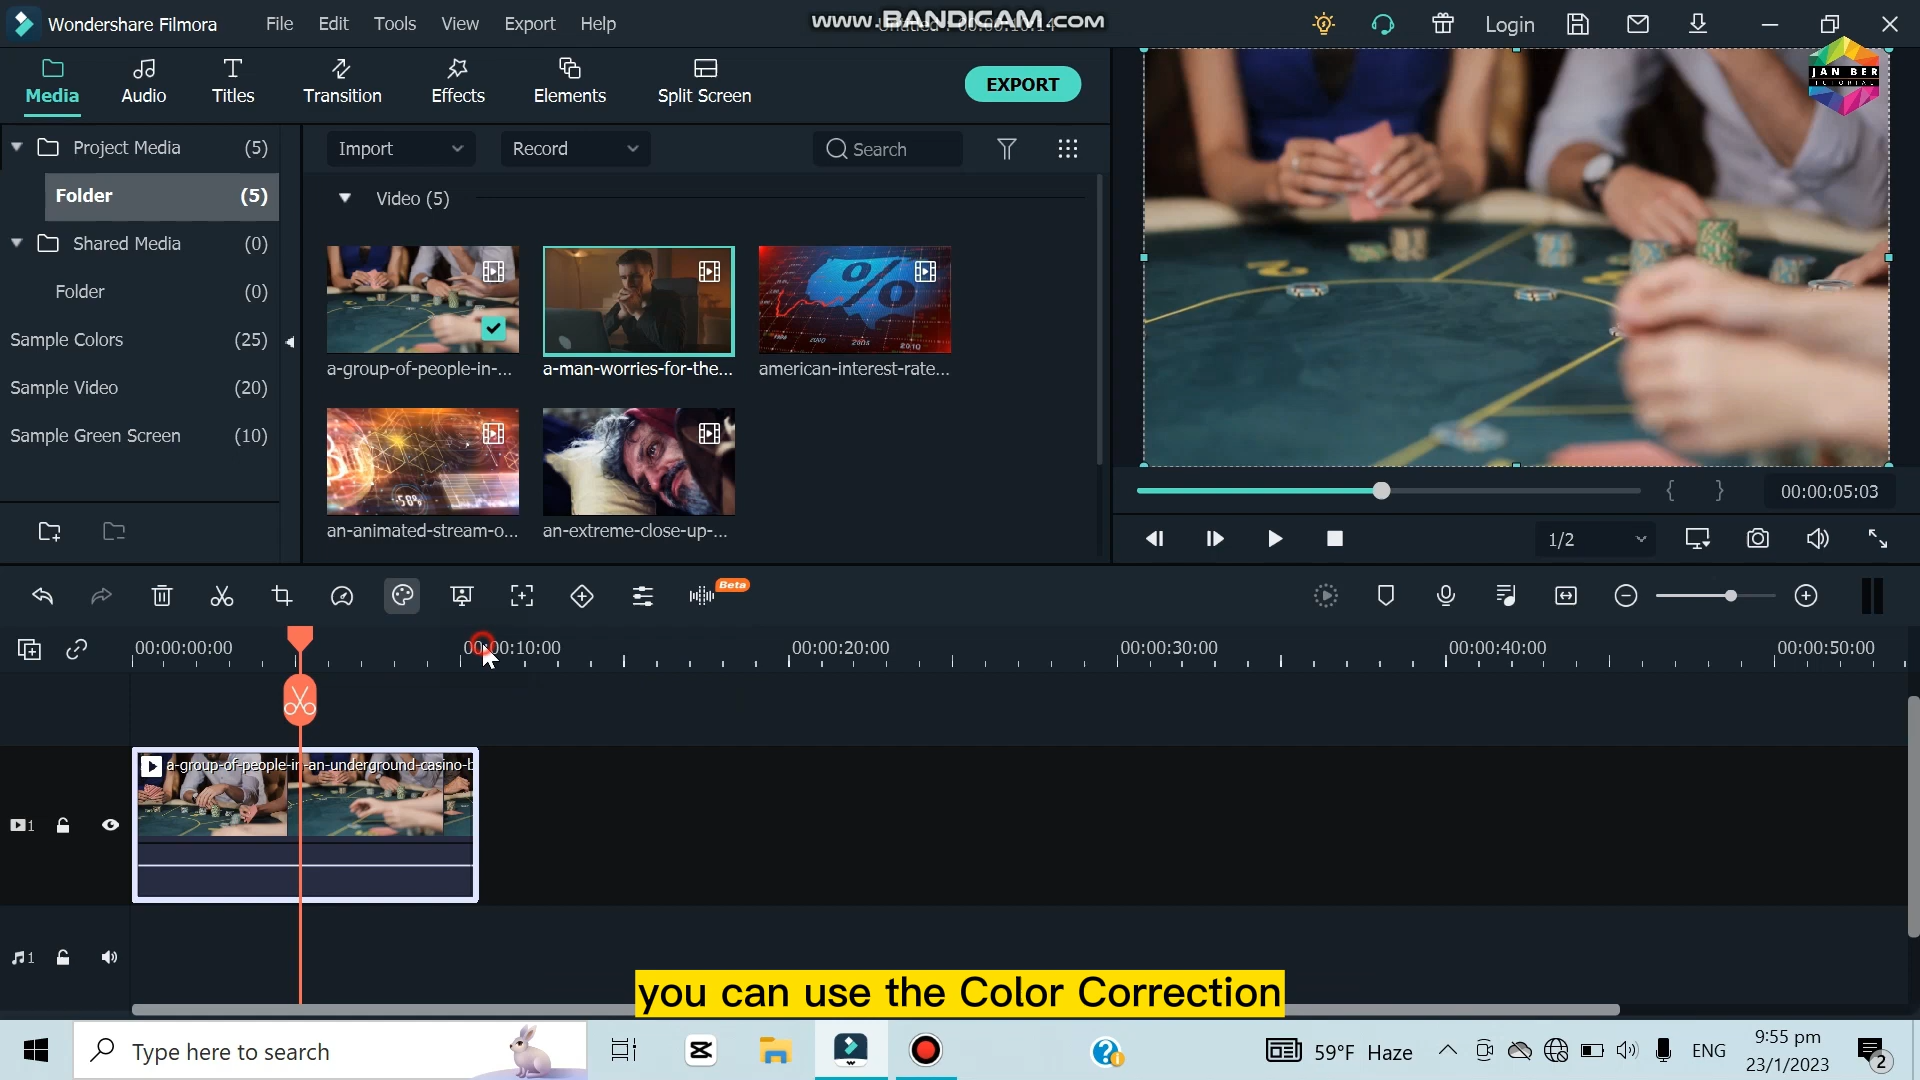 Wondershare Filmora File Edit Tools View Export Help
www.BANDICAM.com
Login
Media Audio Titles Transition Effects Elements Split Screen EXPORT
JAN BER
TUTORIAL
Project Media (5)
Folder (5)
Shared Media (0)
Folder (0)
Sample Colors (25)
Sample Video (20)
Sample Green Screen (10)
Import Record Search
Video (5)
a-group-of-people-in-... a-man-worries-for-the... american-interest-rate...
an-animated-stream-o... an-extreme-close-up-...
{ } 00:00:05:03
1/2
Beta
00:00:00:00 00:00:10:00 00:00:20:00 00:00:30:00 00:00:40:00 00:00:50:00
a-group-of-people-in-an-underground-casino-b
1
1
you can use the Color Correction
Type here to search
59°F Haze ENG
9:55 pm
23/1/2023
2